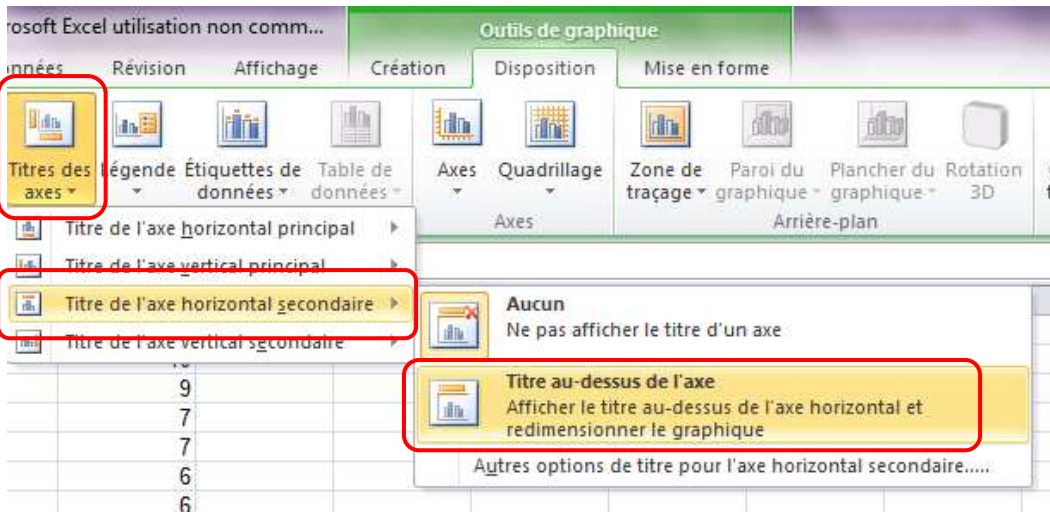 rosoft Excel utilisation non comm...
Outils de graphique
onnées Révision Affichage Création Disposition Mise en forme
Titres des axes Légende Étiquettes de données Table de données Axes Quadrillage Zone de traçage Paroi du graphique Plancher du graphique Rotation 3D
Axes Arrière-plan
Titre de l'axe horizontal principal
Titre de l'axe vertical principal
Titre de l'axe horizontal secondaire
Titre de l'axe vertical secondaire
Aucun
Ne pas afficher le titre d'un axe
Titre au-dessus de l'axe
Afficher le titre au-dessus de l'axe horizontal et
redimensionner le graphique
Autres options de titre pour l'axe horizontal secondaire.....
9
7
7
6
6